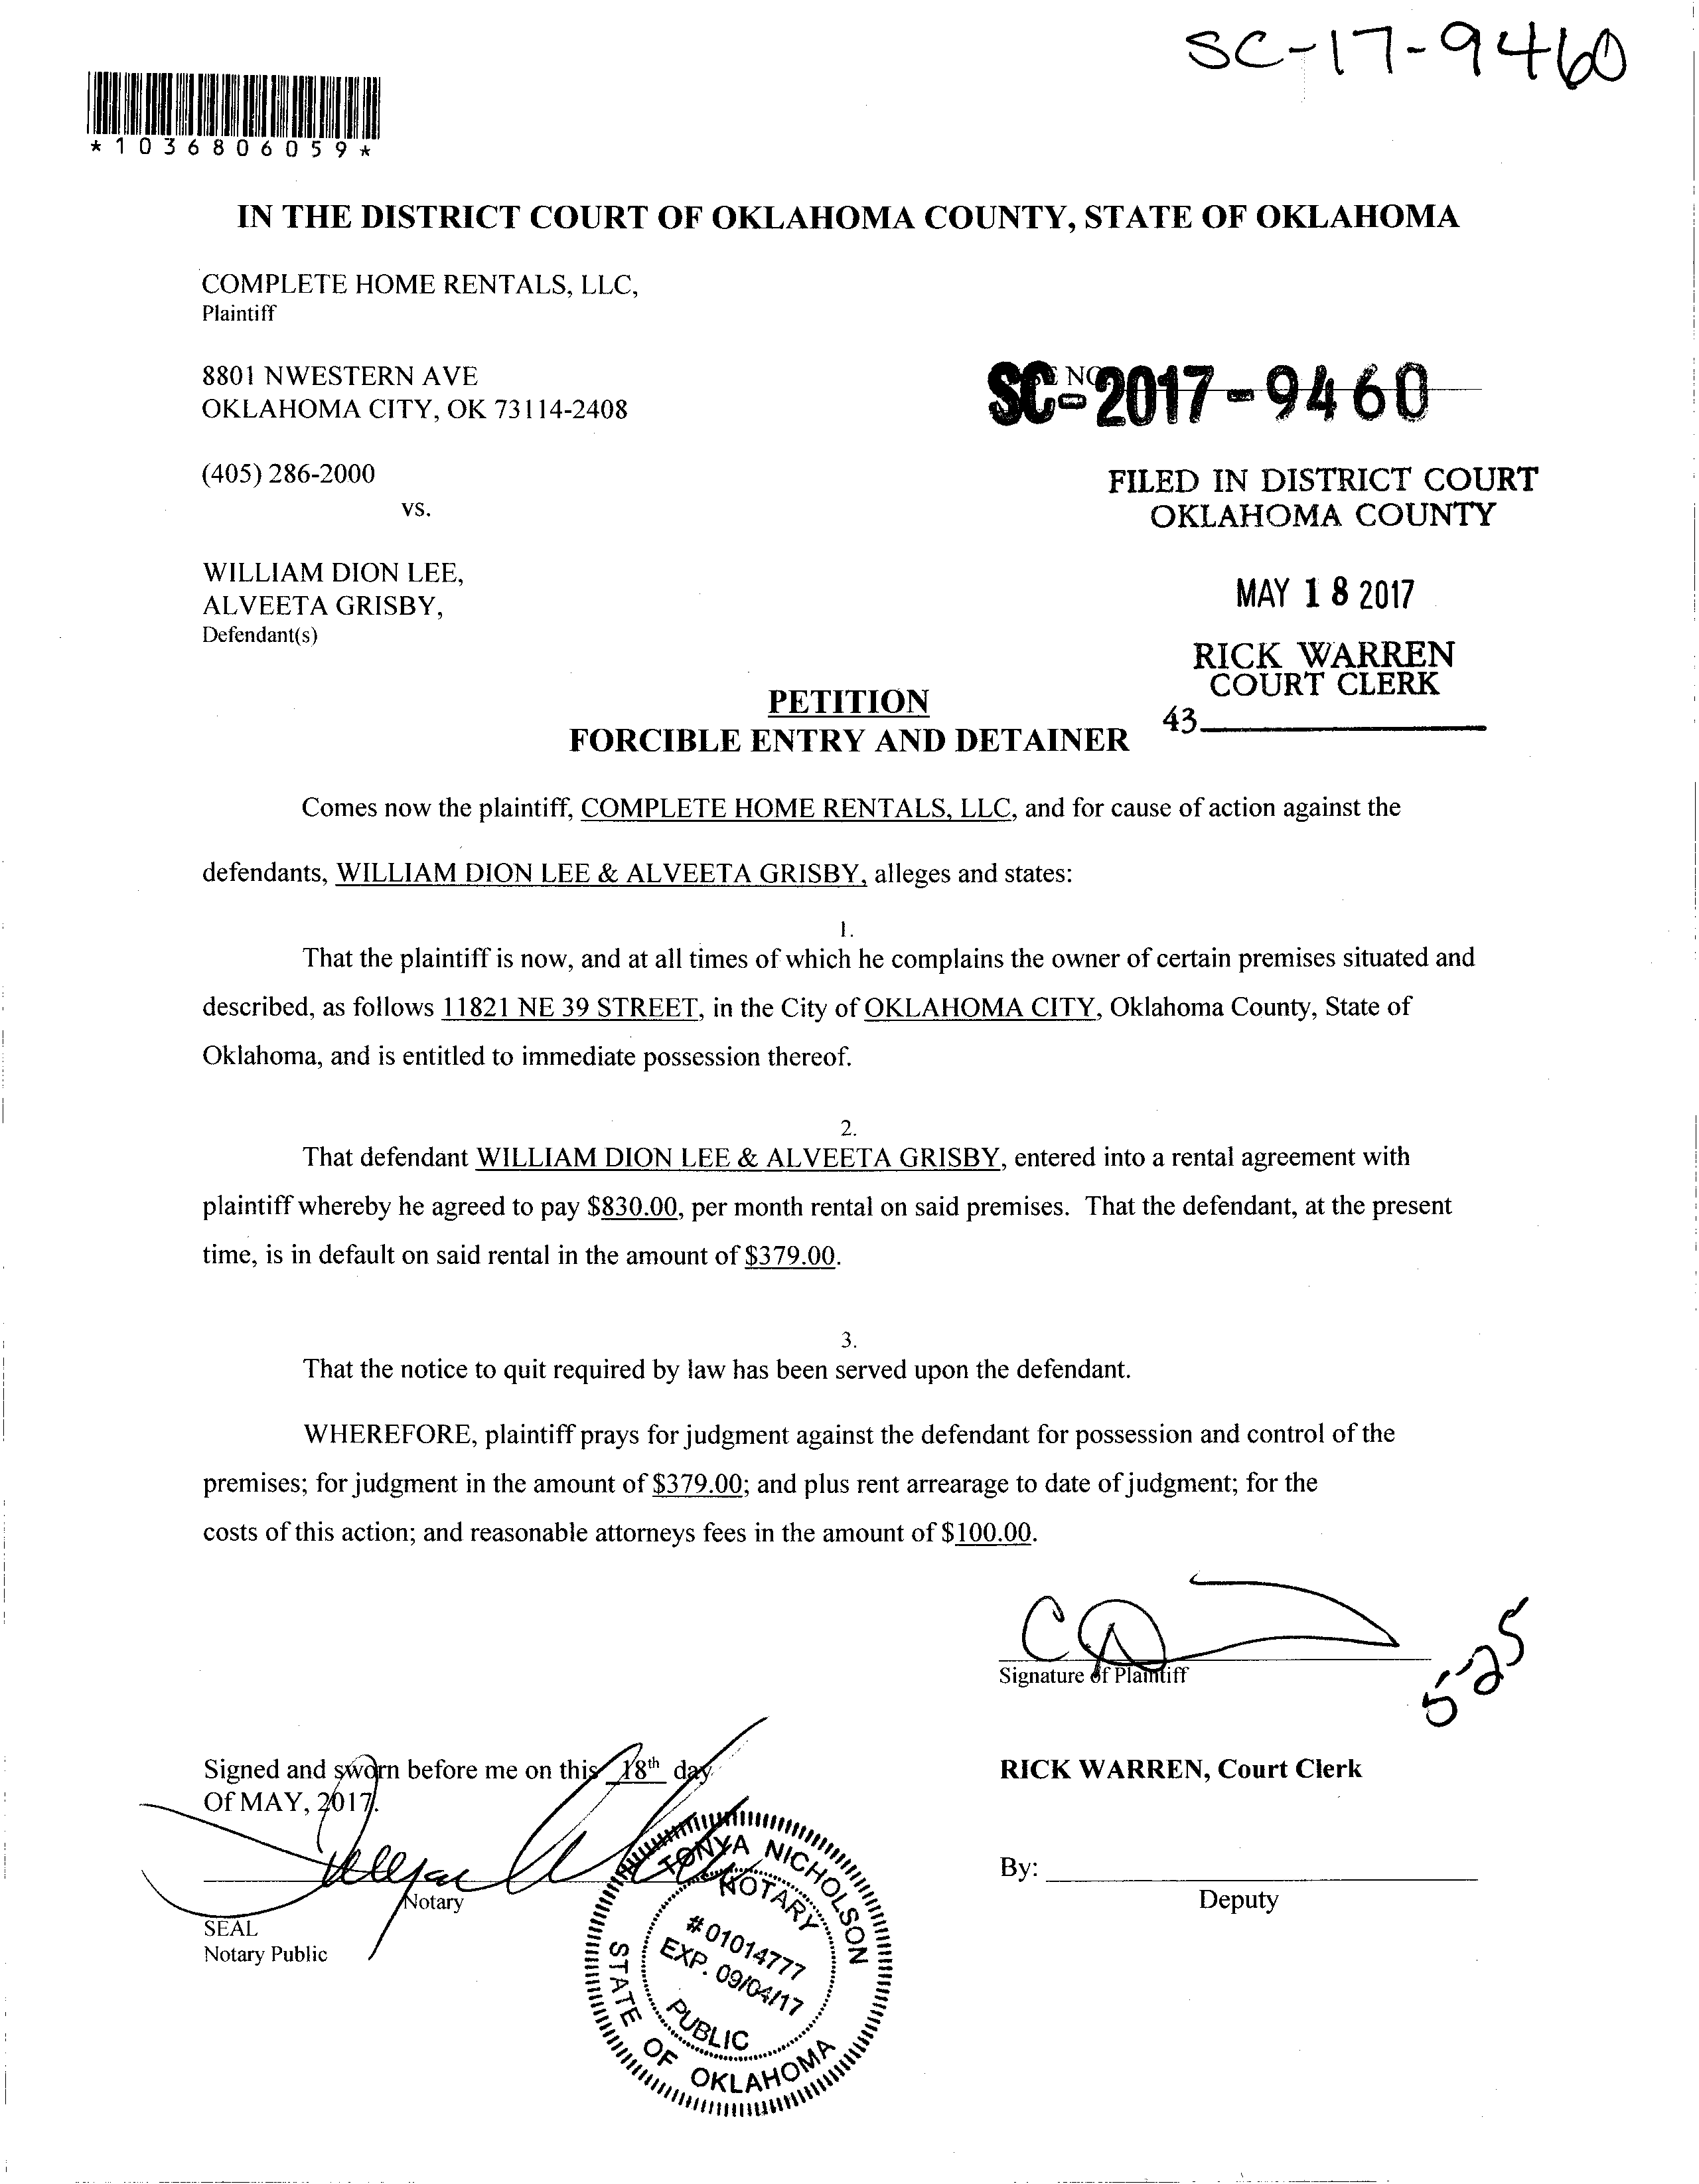 SC-17-9460
*1036806059*
IN THE DISTRICT COURT OF OKLAHOMA COUNTY, STATE OF OKLAHOMA
COMPLETE HOME RENTALS, LLC,
Plaintiff
8801 NWESTERN AVE
OKLAHOMA CITY, OK 73114-2408
SC-2017-9460
(405) 286-2000
vs.
FILED IN DISTRICT COURT
OKLAHOMA COUNTY
WILLIAM DION LEE,
ALVEETA GRISBY,
Defendant(s)
MAY 18 2017
RICK WARREN
COURT CLERK
43
PETITION
FORCIBLE ENTRY AND DETAINER
Comes now the plaintiff, COMPLETE HOME RENTALS, LLC, and for cause of action against the
defendants, WILLIAM DION LEE & ALVEETA GRISBY, alleges and states:
1.
That the plaintiff is now, and at all times of which he complains the owner of certain premises situated and
described, as follows 11821 NE 39 STREET, in the City of OKLAHOMA CITY, Oklahoma County, State of
Oklahoma, and is entitled to immediate possession thereof.
2.
That defendant WILLIAM DION LEE & ALVEETA GRISBY, entered into a rental agreement with
plaintiff whereby he agreed to pay $830.00, per month rental on said premises. That the defendant, at the present
time, is in default on said rental in the amount of $379.00.
3.
That the notice to quit required by law has been served upon the defendant.
WHEREFORE, plaintiff prays for judgment against the defendant for possession and control of the
premises; for judgment in the amount of $379.00; and plus rent arrearage to date of judgment; for the
costs of this action; and reasonable attorneys fees in the amount of $100.00.
Signature of Plaintiff
5-25
Signed and sworn before me on this 18th day
Of MAY, 2017.
Notary
SEAL
Notary Public
TONYA NICHOLSON
NOTARY
#01014777
EXP. 09/04/17
PUBLIC
STATE OF OKLAHOMA
RICK WARREN, Court Clerk
By:
Deputy